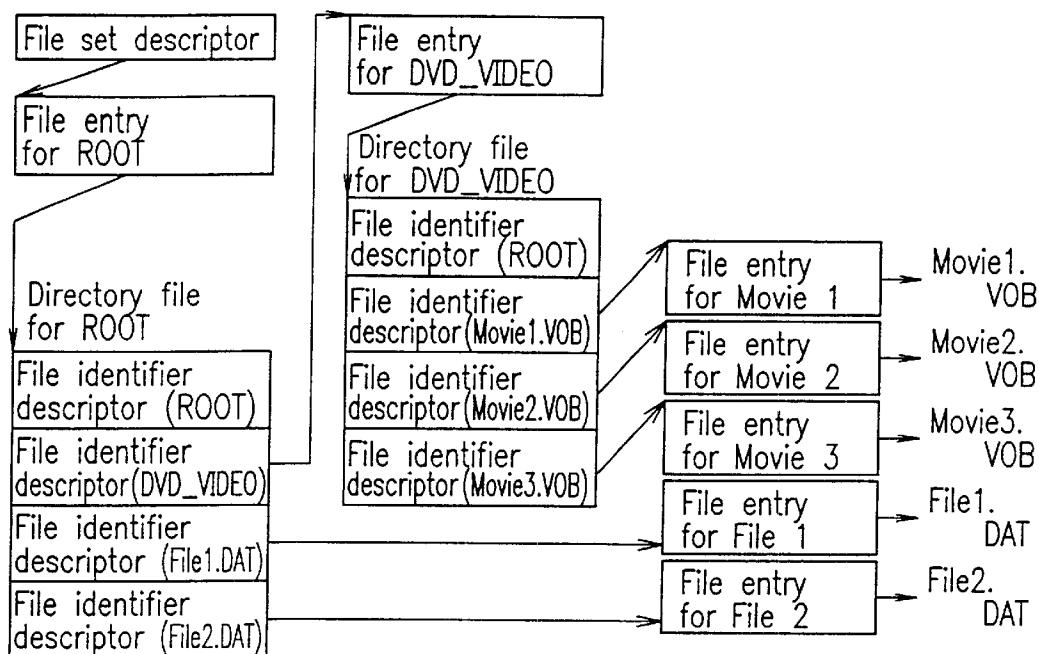 File set descriptor
File entry
for ROOT
Directory file
for ROOT
File identifier
descriptor (ROOT)
File identifier
descriptor(DVD_VIDEO)
File identifier
descriptor (File1.DAT)
File identifier
descriptor (File2.DAT)
File entry
for DVD_VIDEO
Directory file
for DVD_VIDEO
File identifier
descriptor (ROOT)
File identifier
descriptor(Movie1.VOB)
File identifier
descriptor(Movie2.VOB)
File identifier
descriptor(Movie3.VOB)
File entry
for Movie 1
File entry
for Movie 2
File entry
for Movie 3
File entry
for File 1
File entry
for File 2
Movie1.
VOB
Movie2.
VOB
Movie3.
VOB
File1.
DAT
File2.
DAT